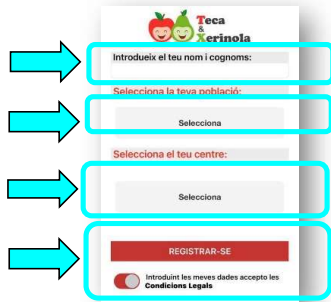 Teca
&
Xerinola
Introdueix el teu nom i cognoms:
Selecciona la teva població:
Selecciona
Selecciona el teu centre:
Selecciona
REGISTRAR-SE
Introduint les meves dades accepto les
Condicions Legals